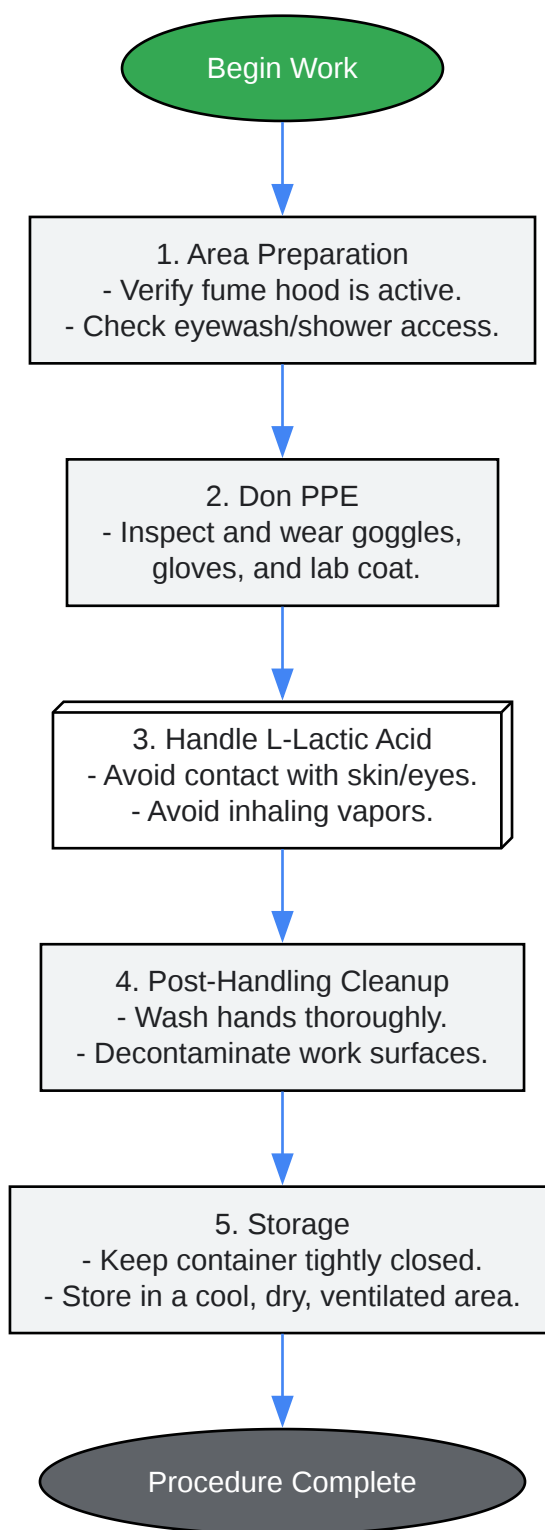 Begin Work
1. Area Preparation
- Verify fume hood is active.
- Check eyewash/shower access.
2. Don PPE
- Inspect and wear goggles,
gloves, and lab coat.
3. Handle L-Lactic Acid
- Avoid contact with skin/eyes.
- Avoid inhaling vapors.
4. Post-Handling Cleanup
- Wash hands thoroughly.
- Decontaminate work surfaces.
5. Storage
- Keep container tightly closed.
- Store in a cool, dry, ventilated area.
Procedure Complete